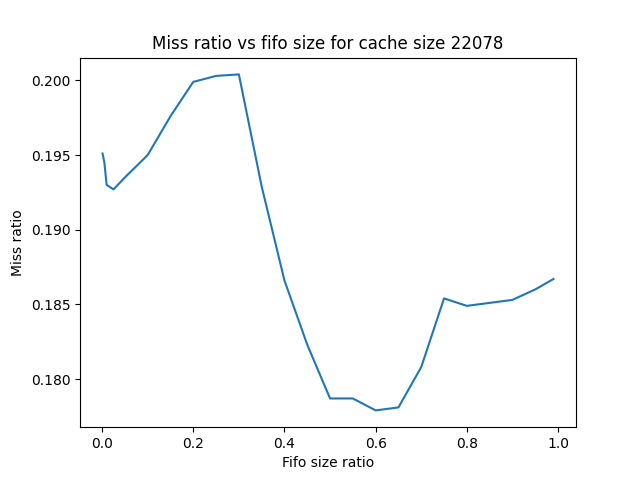 Miss ratio vs fifo size for cache size 22078
0.200
0.195
0.190
0.185
0.180
Miss ratio
0.0 0.2 0.4 0.6 0.8 1.0
Fifo size ratio